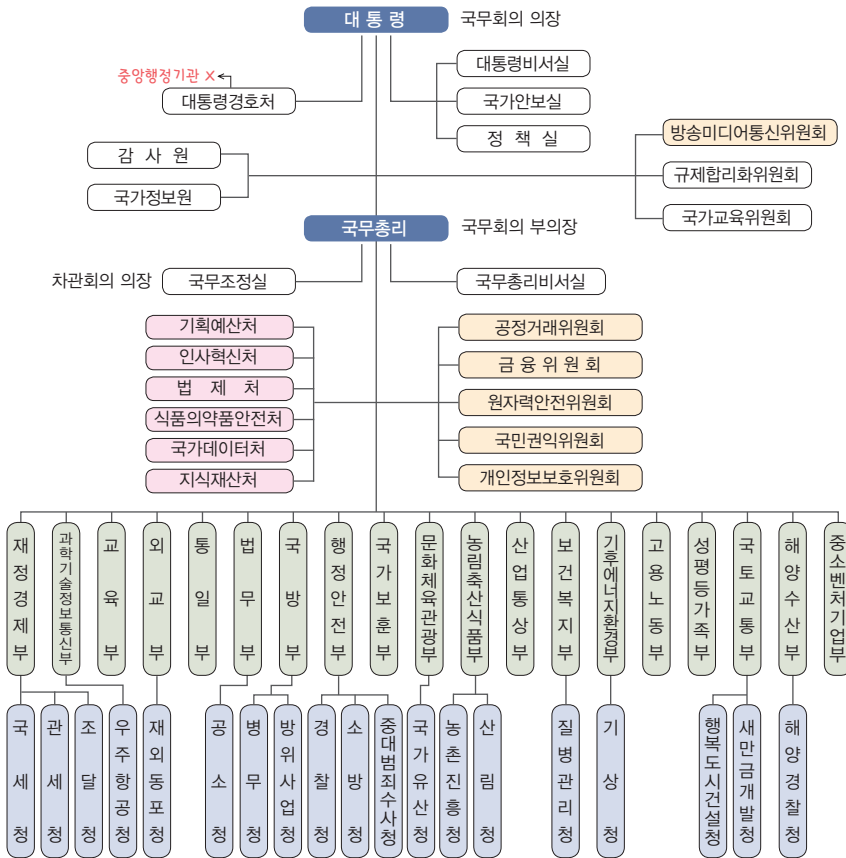 대 통 령
국무회의 의장
중앙행정기관 X
대통령경호처
대통령비서실
국가안보실
정 책 실
감 사 원
국가정보원
방송미디어통신위원회
규제합리화위원회
국가교육위원회
국무총리
국무회의 부의장
차관회의 의장
국무조정실
국무총리비서실
기획예산처
인사혁신처
법 제 처
식품의약품안전처
국가데이터처
지식재산처
공정거래위원회
금 융 위 원 회
원자력안전위원회
국민권익위원회
개인정보보호위원회
재정경제부
과학기술정보통신부
교육부
외교부
통일부
법무부
국방부
행정안전부
국가보훈부
문화체육관광부
농림축산식품부
산업통상부
보건복지부
기후에너지환경부
고용노동부
성평등가족부
국토교통부
해양수산부
중소벤처기업부
국세청
관세청
조달청
우주항공청
재외동포청
공소청
병무청
방위사업청
경찰청
소방청
중대범죄수사청
국가유산청
농촌진흥청
산림청
질병관리청
기상청
행복도시건설청
새만금개발청
해양경찰청